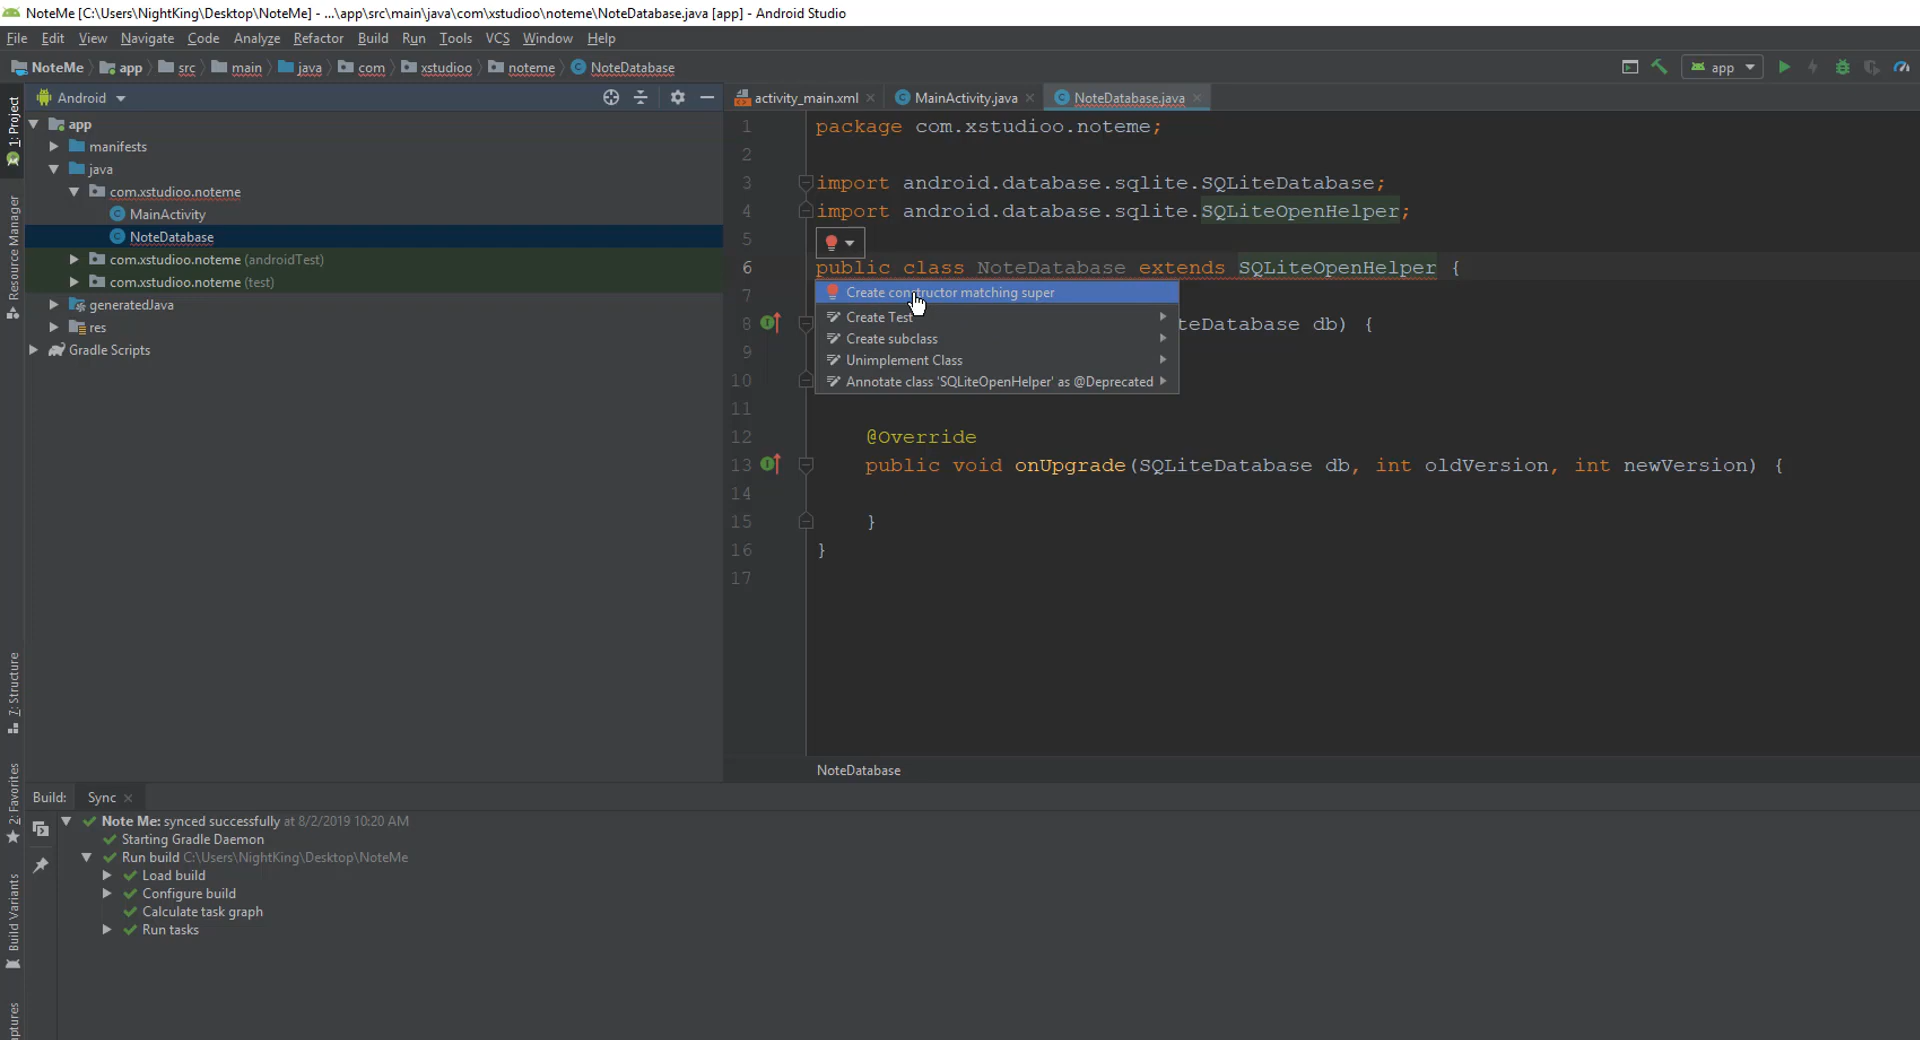 NoteMe [C:\Users\NightKing\Desktop\NoteMe] - ...\app\src\main\java\com\xstudioo\noteme\NoteDatabase.java [app] - Android Studio
File Edit View Navigate Code Analyze Refactor Build Run Tools VCS Window Help
NoteMe app src main java com xstudioo noteme NoteDatabase
app
1: Project
Resource Manager
7: Structure
2: Favorites
Build Variants
ptures
Android
app
manifests
java
com.xstudioo.noteme
MainActivity
NoteDatabase
com.xstudioo.noteme (androidTest)
com.xstudioo.noteme (test)
generatedJava
res
Gradle Scripts
activity_main.xml MainActivity.java NoteDatabase.java
1 package com.xstudioo.noteme;
2
3 import android.database.sqlite.SQLiteDatabase;
4 import android.database.sqlite.SQLiteOpenHelper;
5
6 public class NoteDatabase extends SQLiteOpenHelper {
7
Create constructor matching super
Create Test
8 teDatabase db) {
Create subclass
9
Unimplement Class
10
Annotate class 'SQLiteOpenHelper' as @Deprecated
11
12 @Override
13 public void onUpgrade(SQLiteDatabase db, int oldVersion, int newVersion) {
14
15 }
16 }
17
NoteDatabase
Build: Sync
Note Me: synced successfully at 8/2/2019 10:20 AM
Starting Gradle Daemon
Run build C:\Users\NightKing\Desktop\NoteMe
Load build
Configure build
Calculate task graph
Run tasks